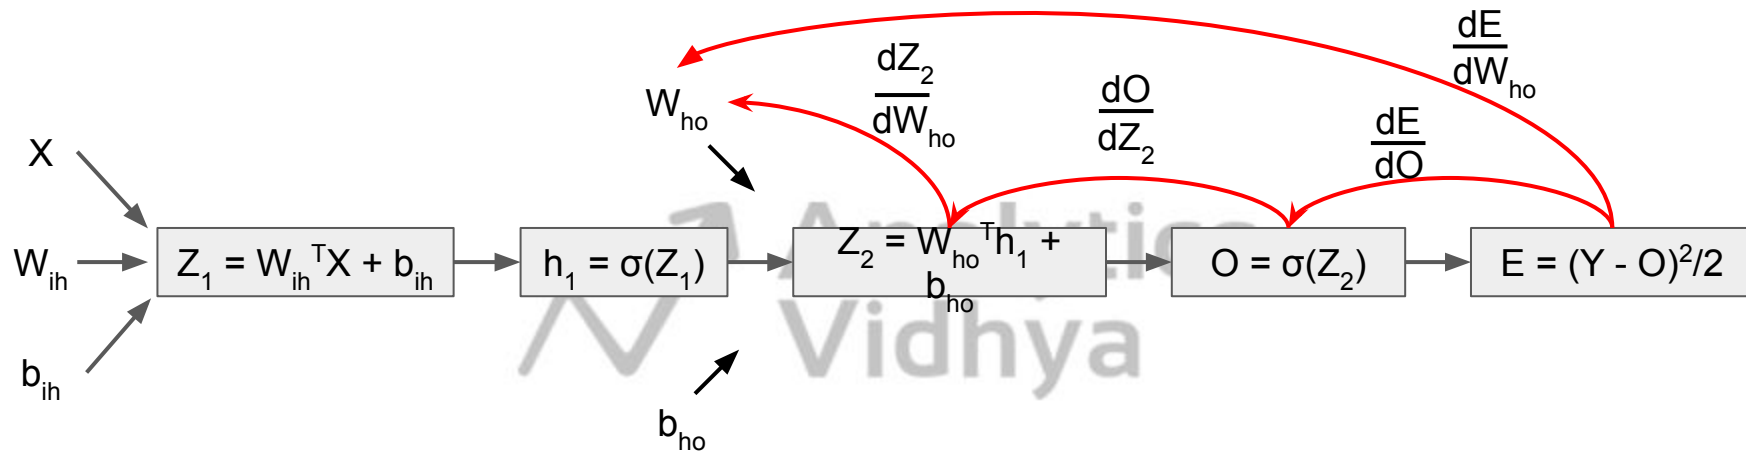 dE
dW_ho
dZ_2
dW_ho
dO
dZ_2
dE
dO
W_ho
X
W_ih
b_ih
Z_1 = W_ih^T X + b_ih
h_1 = σ(Z_1)
Z_2 = W_ho^T h_1 +
b_ho
O = σ(Z_2)
E = (Y - O)^2/2
b_ho
Analytics
Vidhya